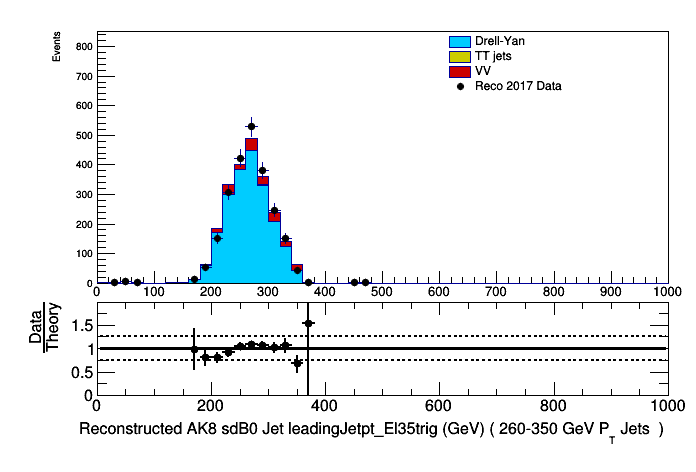 Events
800
700
600
500
400
300
200
100
0
Drell-Yan
TT jets
VV
Reco 2017 Data
0 100 200 300 400 500 600 700 800 900 1000
Data
Theory
1.5
1
0.5
0
0 200 400 600 800 1000
Reconstructed AK8 sdB0 Jet leadingJetpt_El35trig (GeV) ( 260-350 GeV P_T Jets )